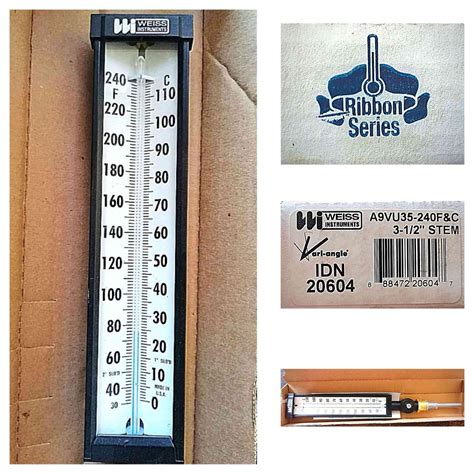 WEISS
INSTRUMENTS
240 C
F 110
220
200 100
90
180 80
160 70
140 60
120 50
100 40
80 30
60 20
2° SUB'D 1° SUB'D
40 10
MADE IN
U.S.A.
30 0
Ribbon
Series
WEISS
INSTRUMENTS
A9VU35-240F&C
3-1/2" STEM
Vari-angle
IDN
20604
8 88472 20604 7